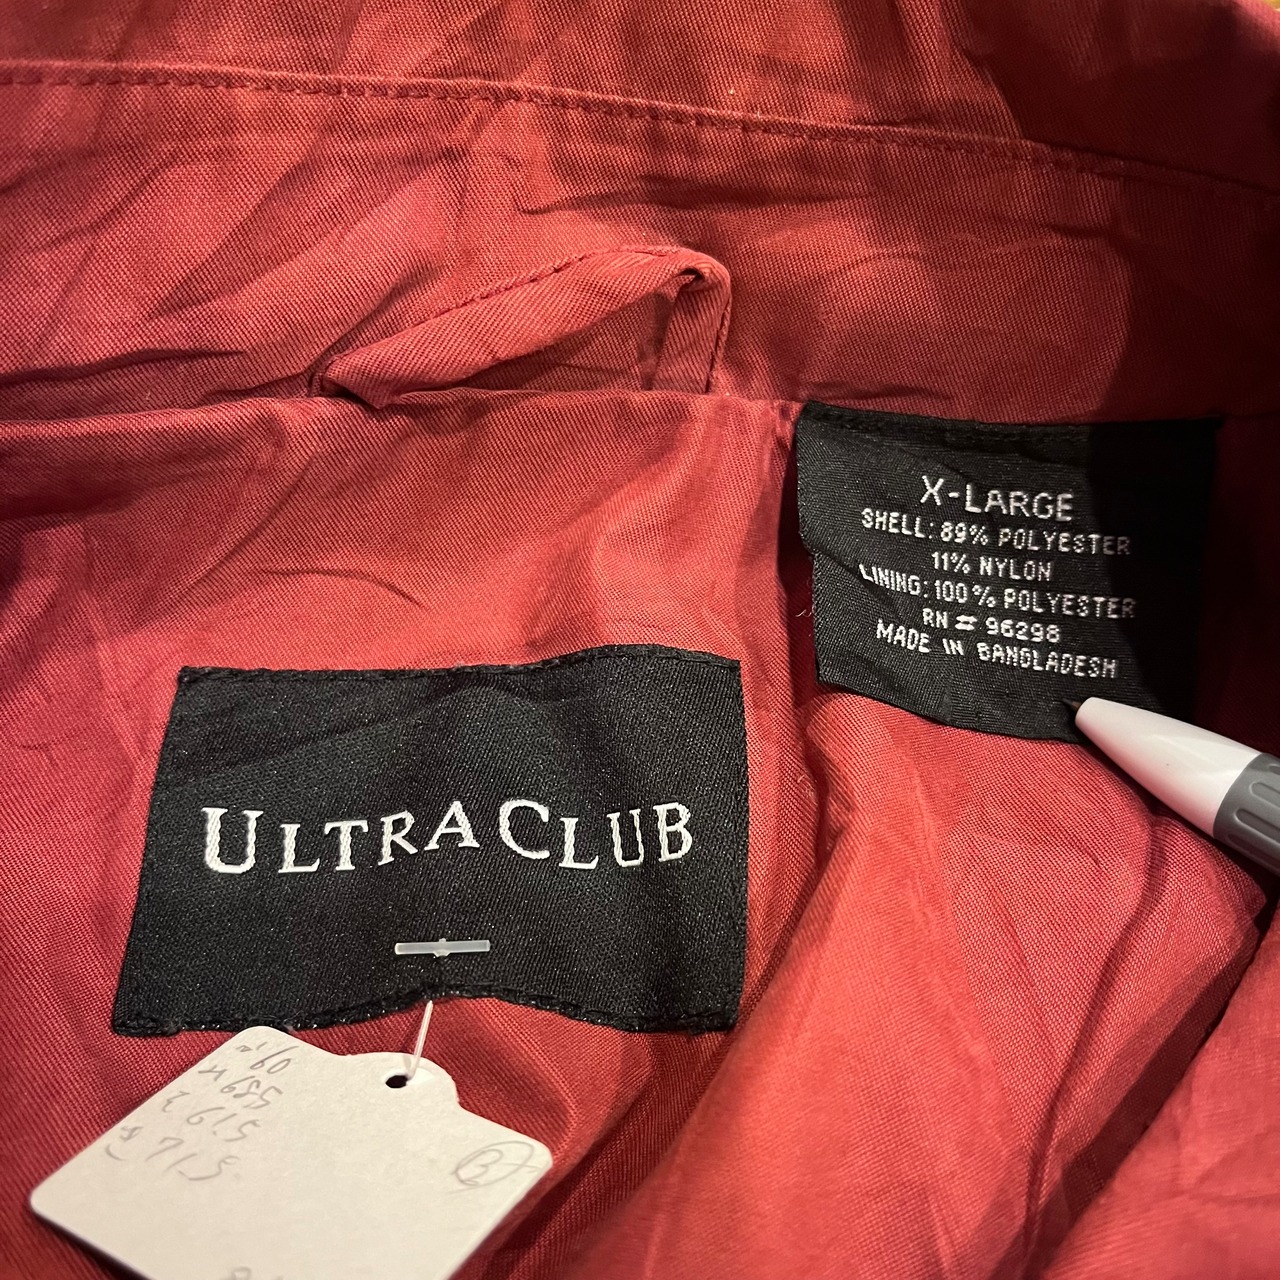 X-LARGE
SHELL: 89% POLYESTER
11% NYLON
LINING: 100% POLYESTER
RN # 96298
MADE IN BANGLADESH
ULTRACLUB